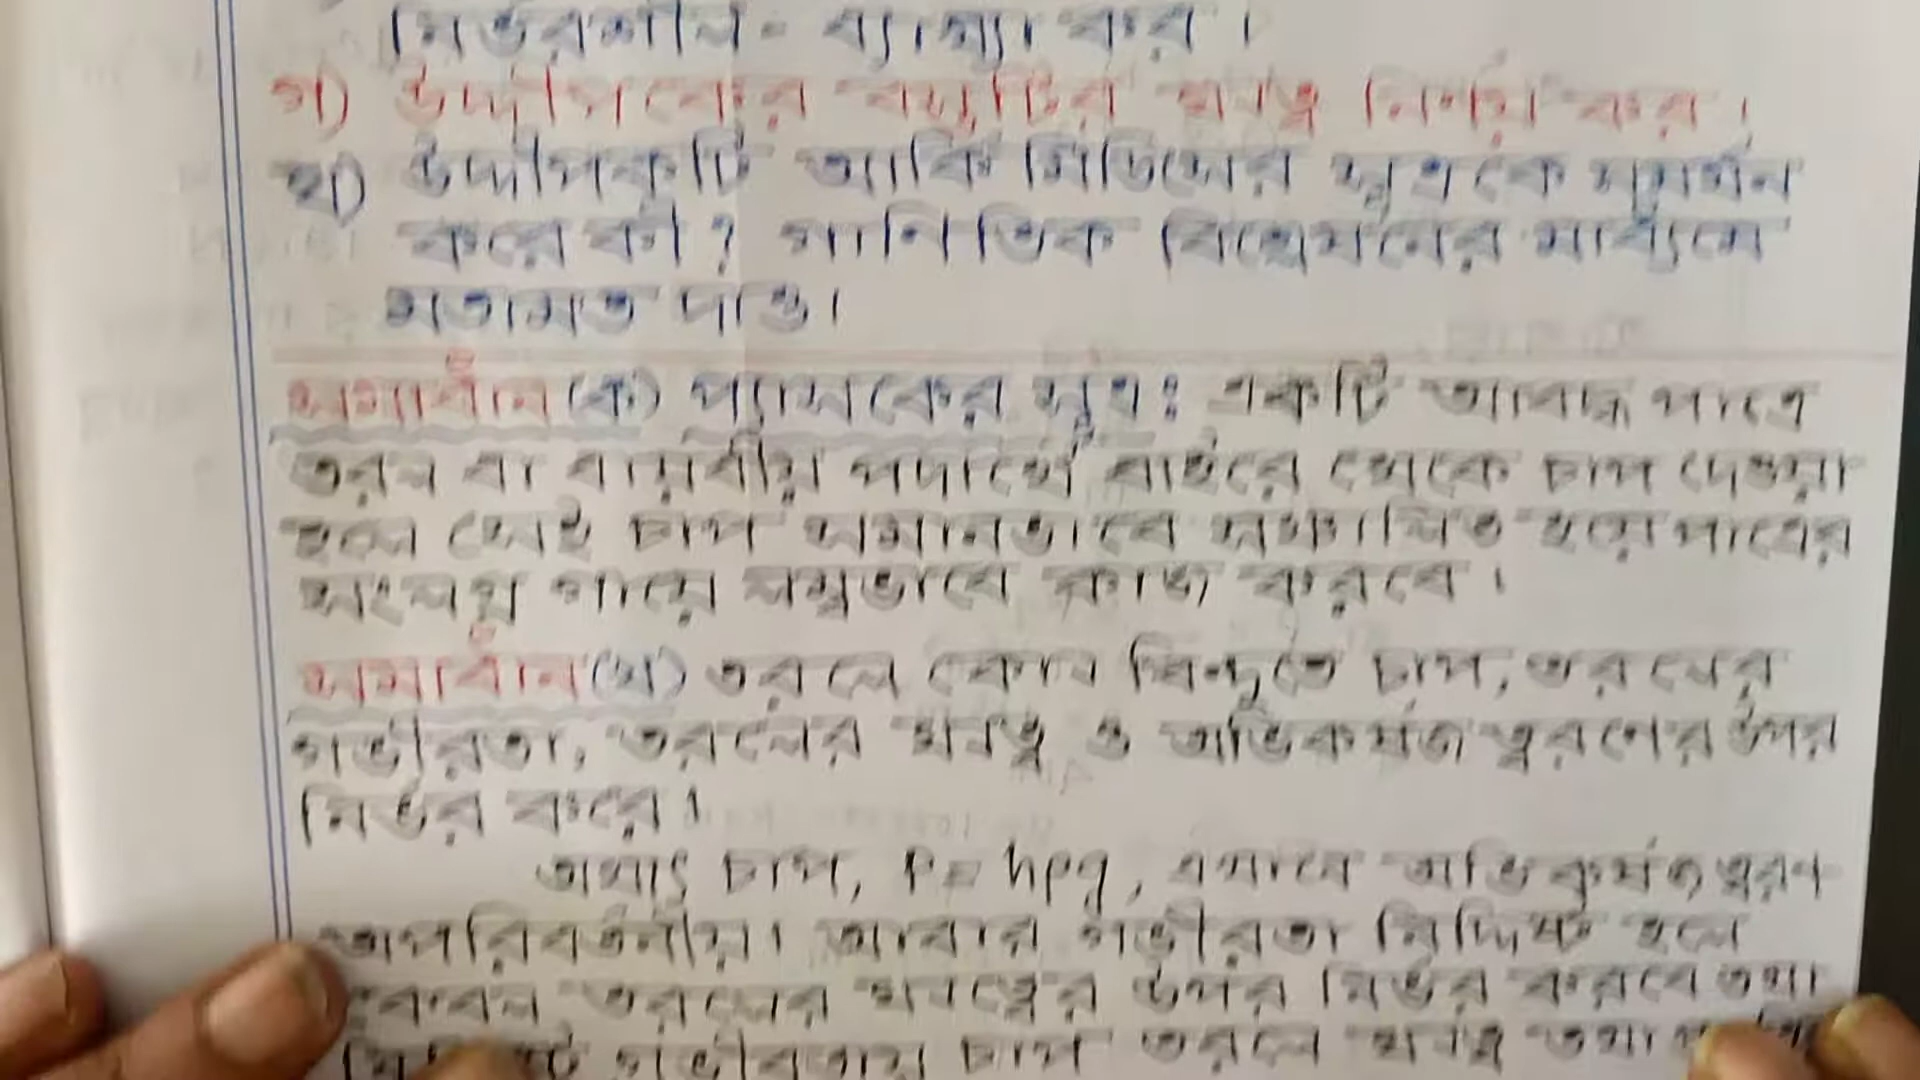 নির্ভরশীল - ব্যাখ্যা কর।
গ) উদ্দীপকের বস্তুটির ঘনত্ব নির্ণয় কর।
ঘ) উদ্দীপকটি আর্কিমিডিসের সূত্রকে সমর্থন
করে কী? গানিতিক বিশ্লেষনের মাধ্যমে
মতামত দাও।
সমাধান (ক) প্যাসকেলের সূত্র: একটি আবদ্ধ পাত্রে
তরল বা বায়বীয় পদার্থে বাইরে থেকে চাপ দেওয়া
হলে সেই চাপ সমানভাবে সঞ্চালিত হয়ে পাত্রের
সংলগ্ন গায়ে লম্বভাবে কাজ করবে।
সমাধান (খ) তরলে কোন বিন্দুতে চাপ, তরলের
গভীরতা, তরলের ঘনত্ব ও অভিকর্ষজ ত্বরণের উপর
নির্ভর করে।
অর্থাৎ চাপ, P = hρg, এখানে অভিকর্ষজ ত্বরণ
অপরিবর্তনীয়। আবার গভীরতা নির্দিষ্ট হলে
কেবল তরলের ঘনত্বের উপর নির্ভর করবে তথা
গভীরতায় চাপ তরলে ঘনত্ব তথা